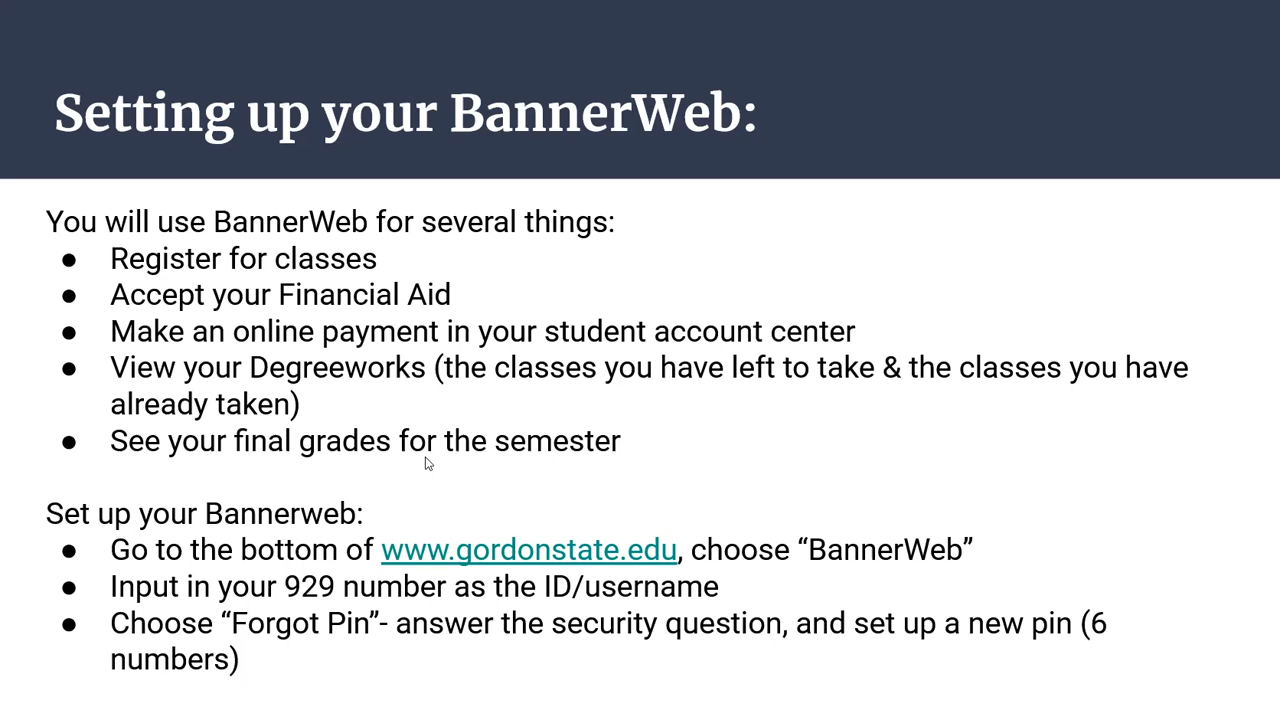 Setting up your BannerWeb:
You will use BannerWeb for several things:
● Register for classes
● Accept your Financial Aid
● Make an online payment in your student account center
● View your Degreeworks (the classes you have left to take & the classes you have
already taken)
● See your final grades for the semester
Set up your Bannerweb:
● Go to the bottom of www.gordonstate.edu, choose “BannerWeb”
● Input in your 929 number as the ID/username
● Choose “Forgot Pin”- answer the security question, and set up a new pin (6
numbers)